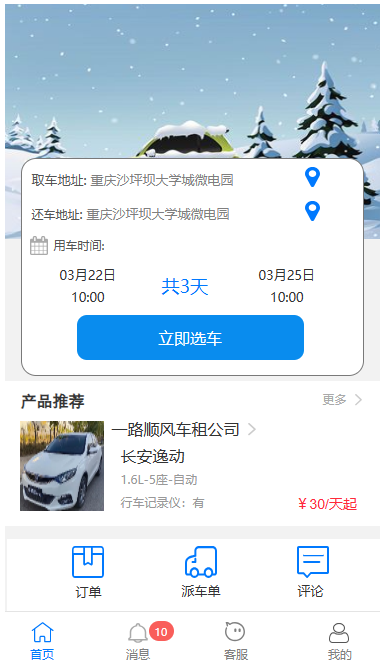 取车地址: 重庆沙坪坝大学城微电园
还车地址: 重庆沙坪坝大学城微电园
用车时间:
03月22日 共3天 03月25日
10:00 10:00
立即选车
产品推荐 更多
一路顺风车租公司
长安逸动
1.6L-5座-自动
行车记录仪：有 ￥30/天起
订单 派车单 评论
10
首页 消息 客服 我的